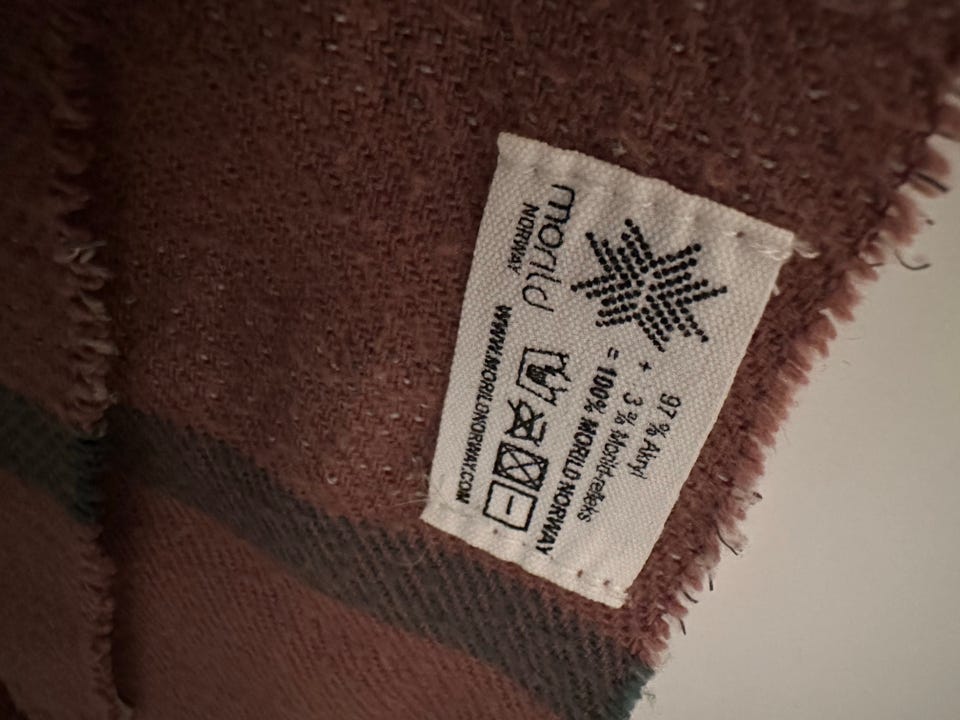 97 % Akryl
+ 3 % Morild-refleks
= 100% MORILD NORWAY
morild
NORWAY
WWW.MORILDNORWAY.COM